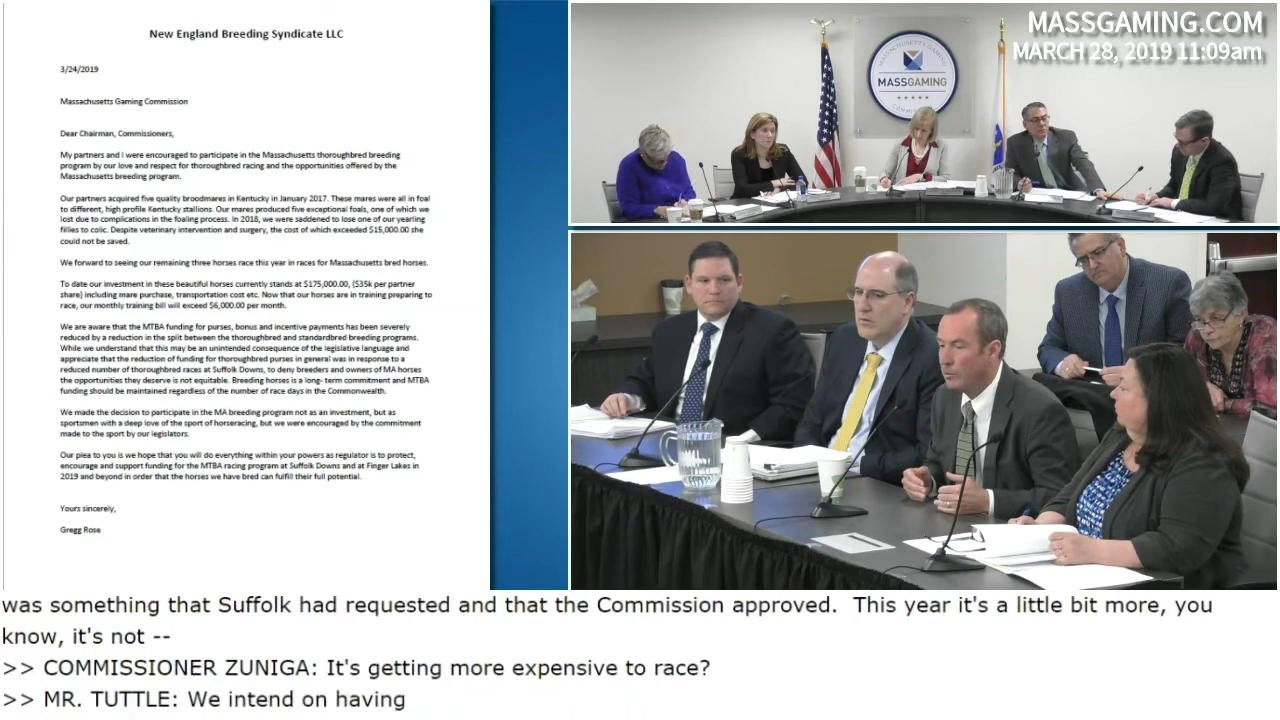 New England Breeding Syndicate LLC
3/24/2019
Massachusetts Gaming Commission
Dear Chairman, Commissioners,
My partners and I were encouraged to participate in the Massachusetts thoroughbred breeding
program by our love and respect for thoroughbred racing and the opportunities offered by the
Massachusetts breeding program.
Our partners acquired five quality broodmares in Kentucky in January 2017. These mares were all in foal
to different, high profile Kentucky stallions. Our mares produced five exceptional foals, one of which we
lost due to complications in the foaling process. In 2018, we were saddened to lose one of our yearling
fillies to colic. Despite veterinary intervention and surgery, the cost of which exceeded $15,000.00 she
could not be saved.
We forward to seeing our remaining three horses race this year in races for Massachusetts bred horses.
To date our investment in these beautiful horses currently stands at $175,000.00, ($35k per partner
share) including mare purchase, transportation cost etc. Now that our horses are in training preparing to
race, our monthly training bill will exceed $6,000.00 per month.
We are aware that the MTBA funding for purses, bonus and incentive payments has been severely
reduced by a reduction in the split between the thoroughbred and standardbred breeding programs.
While we understand that this may be an unintended consequence of the legislative language and
appreciate that the reduction of funding for thoroughbred purses in general was in response to a
reduced number of thoroughbred races at Suffolk Downs, to deny breeders and owners of MA horses
the opportunities they deserve is not equitable. Breeding horses is a long- term commitment and MTBA
funding should be maintained regardless of the number of race days in the Commonwealth.
We made the decision to participate in the MA breeding program not as an investment, but as
sportsmen with a deep love of the sport of horseracing, but we were encouraged by the commitment
made to the sport by our legislators.
Our plea to you is we hope that you will do everything within your powers as regulator is to protect,
encourage and support funding for the MTBA racing program at Suffolk Downs and at Finger Lakes in
2019 and beyond in order that the horses we have bred can fulfill their full potential.
Yours sincerely,
Gregg Rose
MASSGAMING.COM
MARCH 28, 2019 11:09am
MASSACHUSETTS GAMING
MASSGAMING
was something that Suffolk had requested and that the Commission approved.  This year it's a little bit more, you
know, it's not --
>> COMMISSIONER ZUNIGA: It's getting more expensive to race?
>> MR. TUTTLE: We intend on having